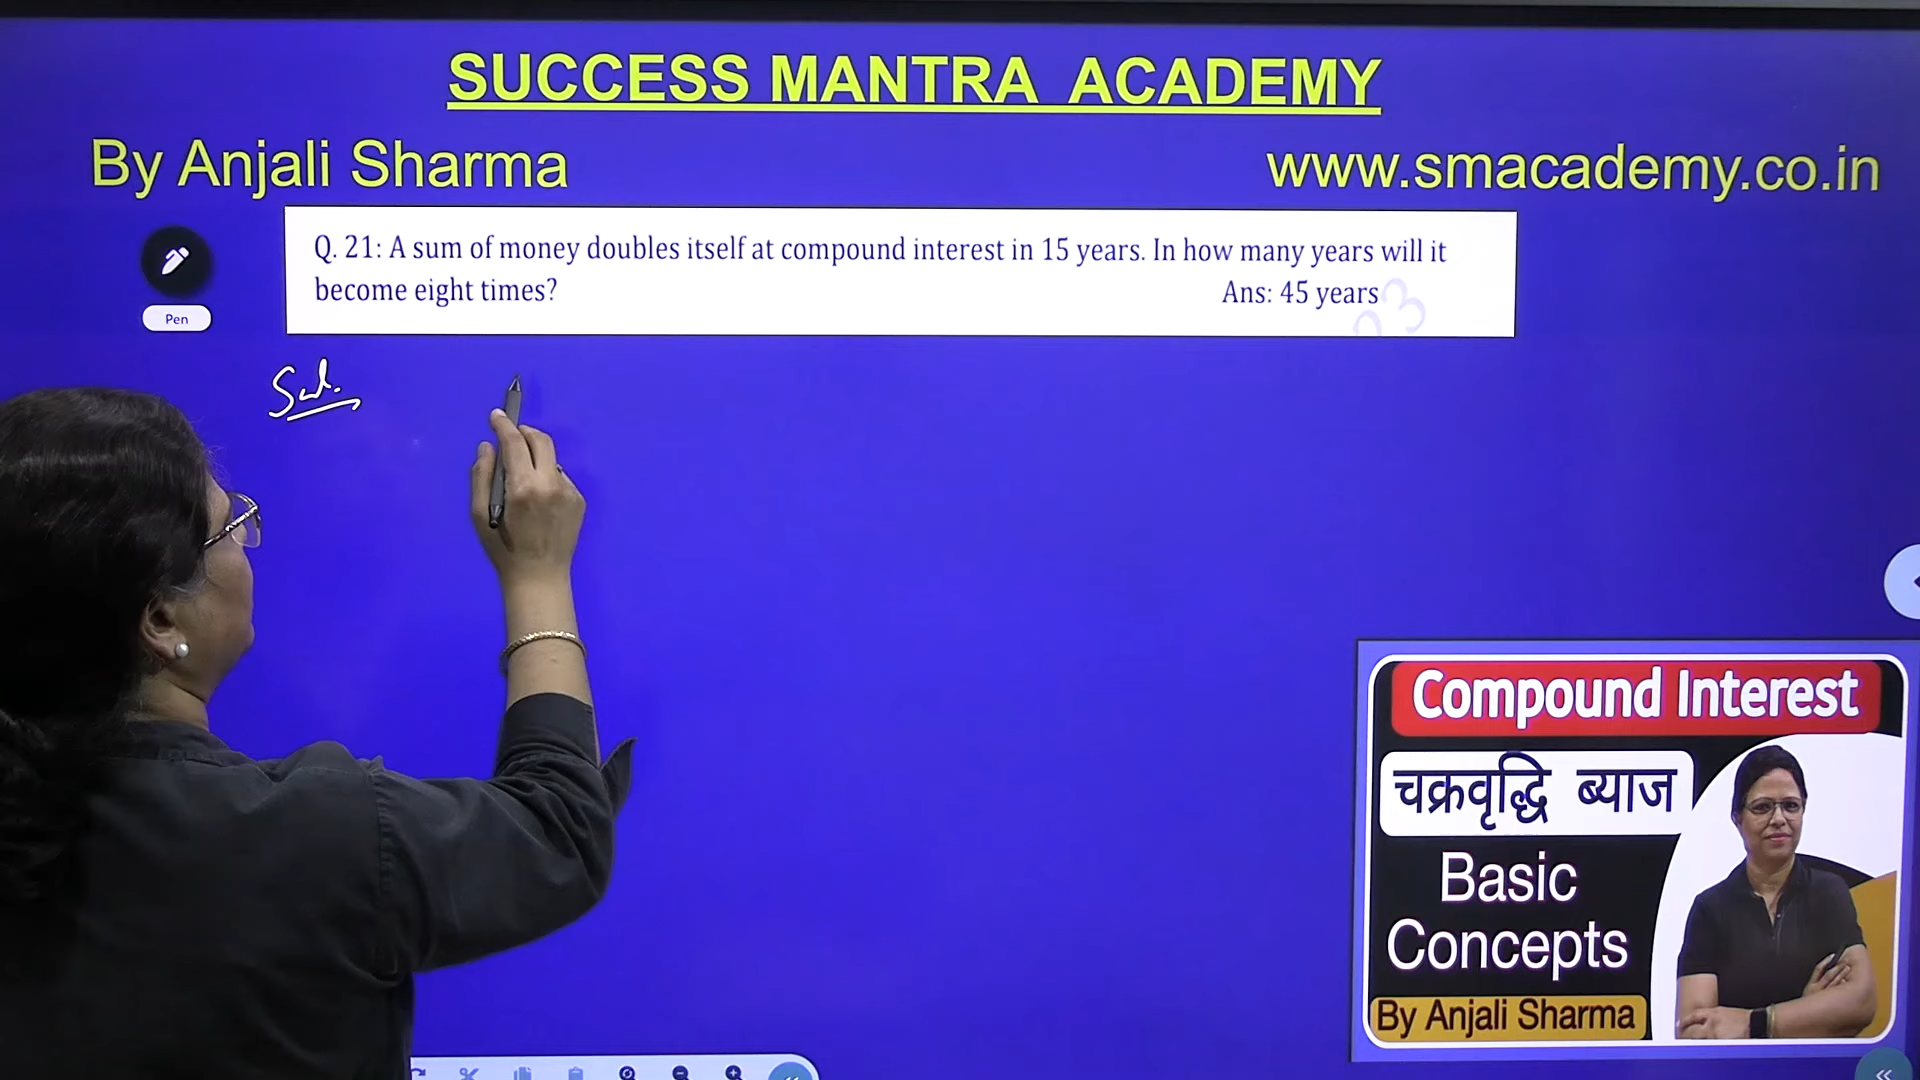 SUCCESS MANTRA ACADEMY
By Anjali Sharma
www.smacademy.co.in
Pen
Q. 21: A sum of money doubles itself at compound interest in 15 years. In how many years will it
become eight times?
Ans: 45 years
Sol.
Compound Interest
चक्रवृद्धि ब्याज
Basic
Concepts
By Anjali Sharma